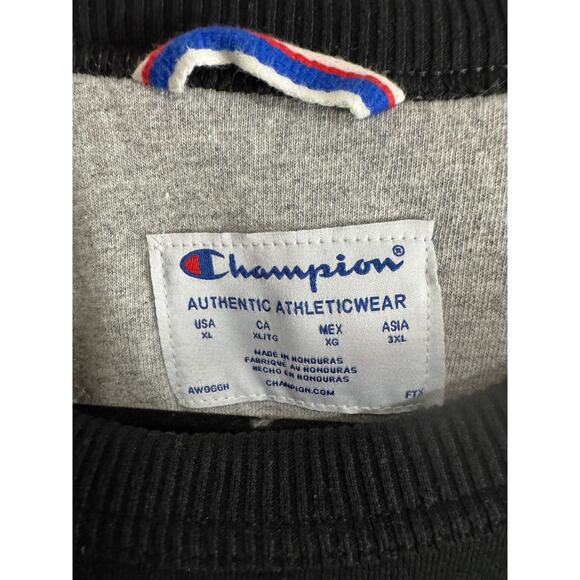 Champion®
AUTHENTIC ATHLETICWEAR
USA CA MEX ASIA
XL XL/TG XG 3XL
MADE IN HONDURAS
FABRIQUÉ AU HONDURAS
HECHO EN HONDURAS
AW966H CHAMPION.COM FTX